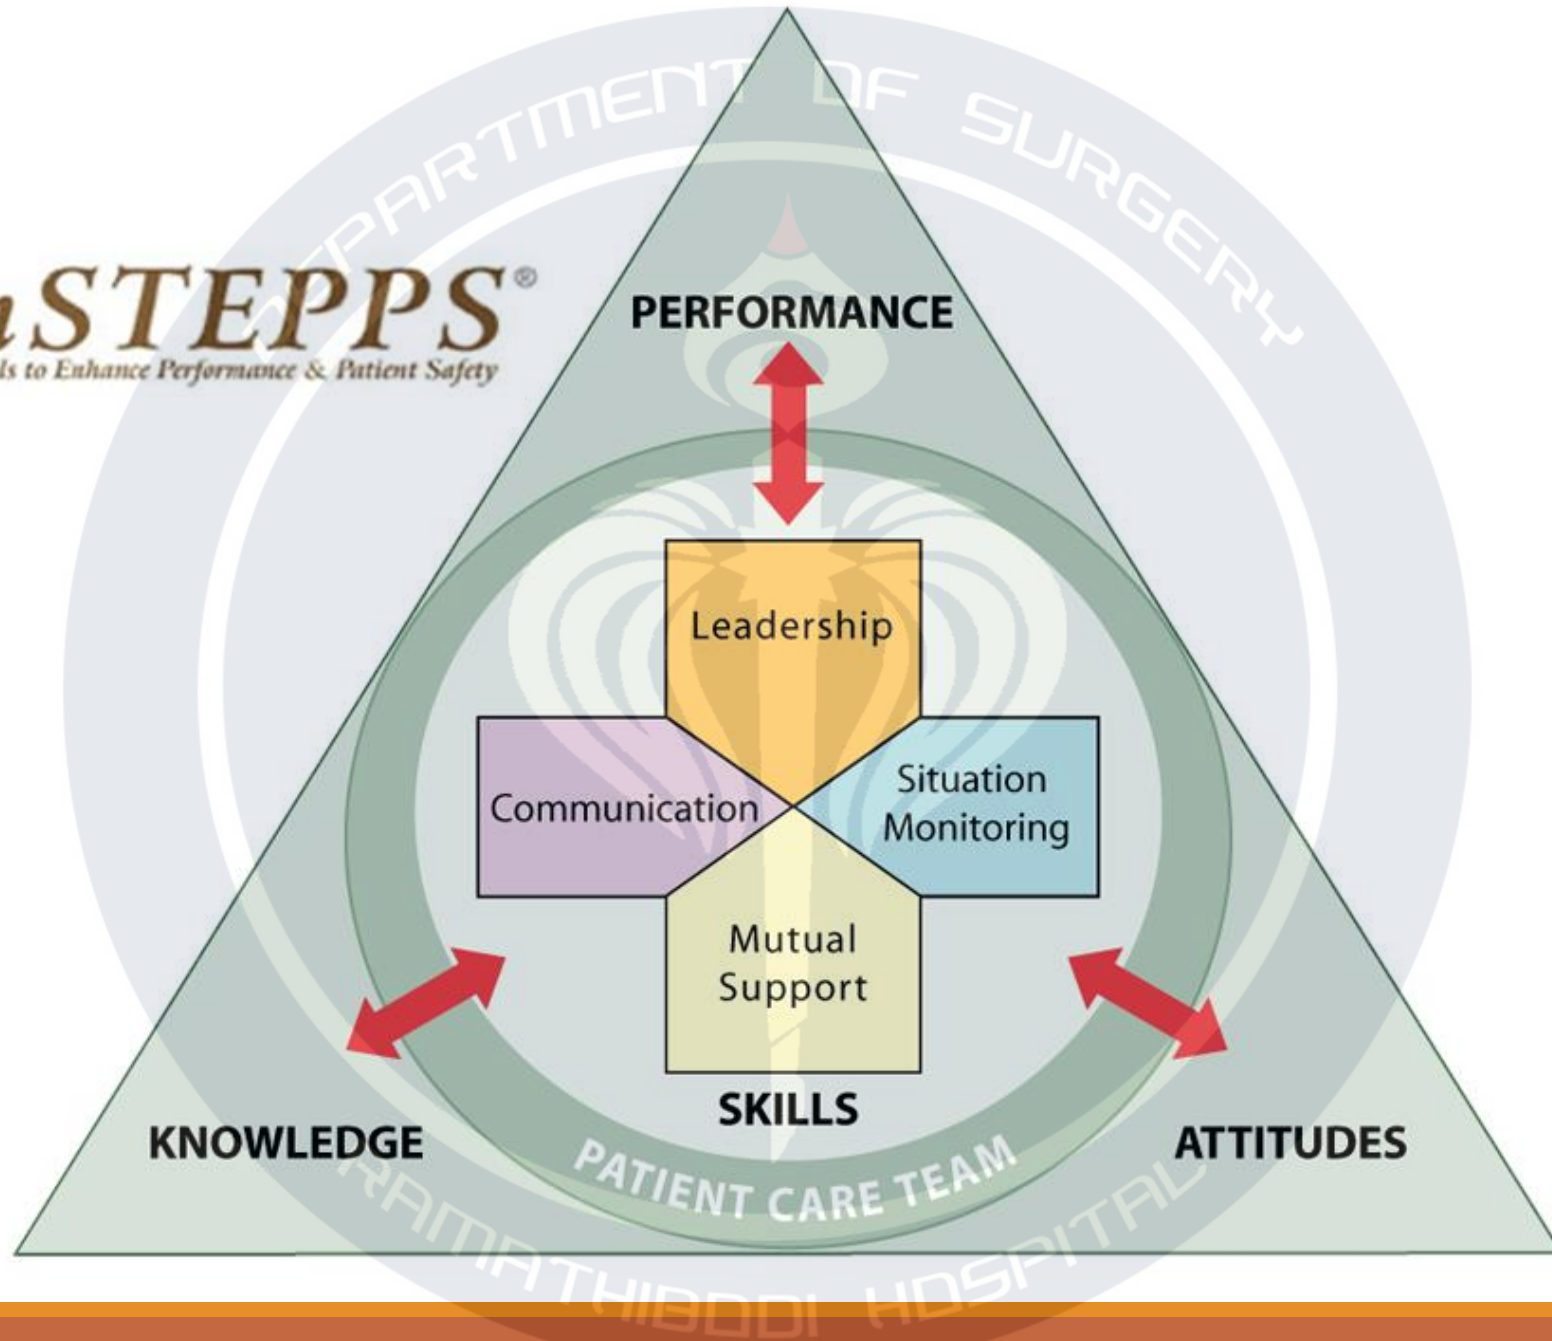 DEPARTMENT OF SURGERY
STEPPS®
to Enhance Performance & Patient Safety
PERFORMANCE
Leadership
Communication
Situation
Monitoring
Mutual
Support
SKILLS
KNOWLEDGE
ATTITUDES
PATIENT CARE TEAM
RAMATHIBODI HOSPITAL